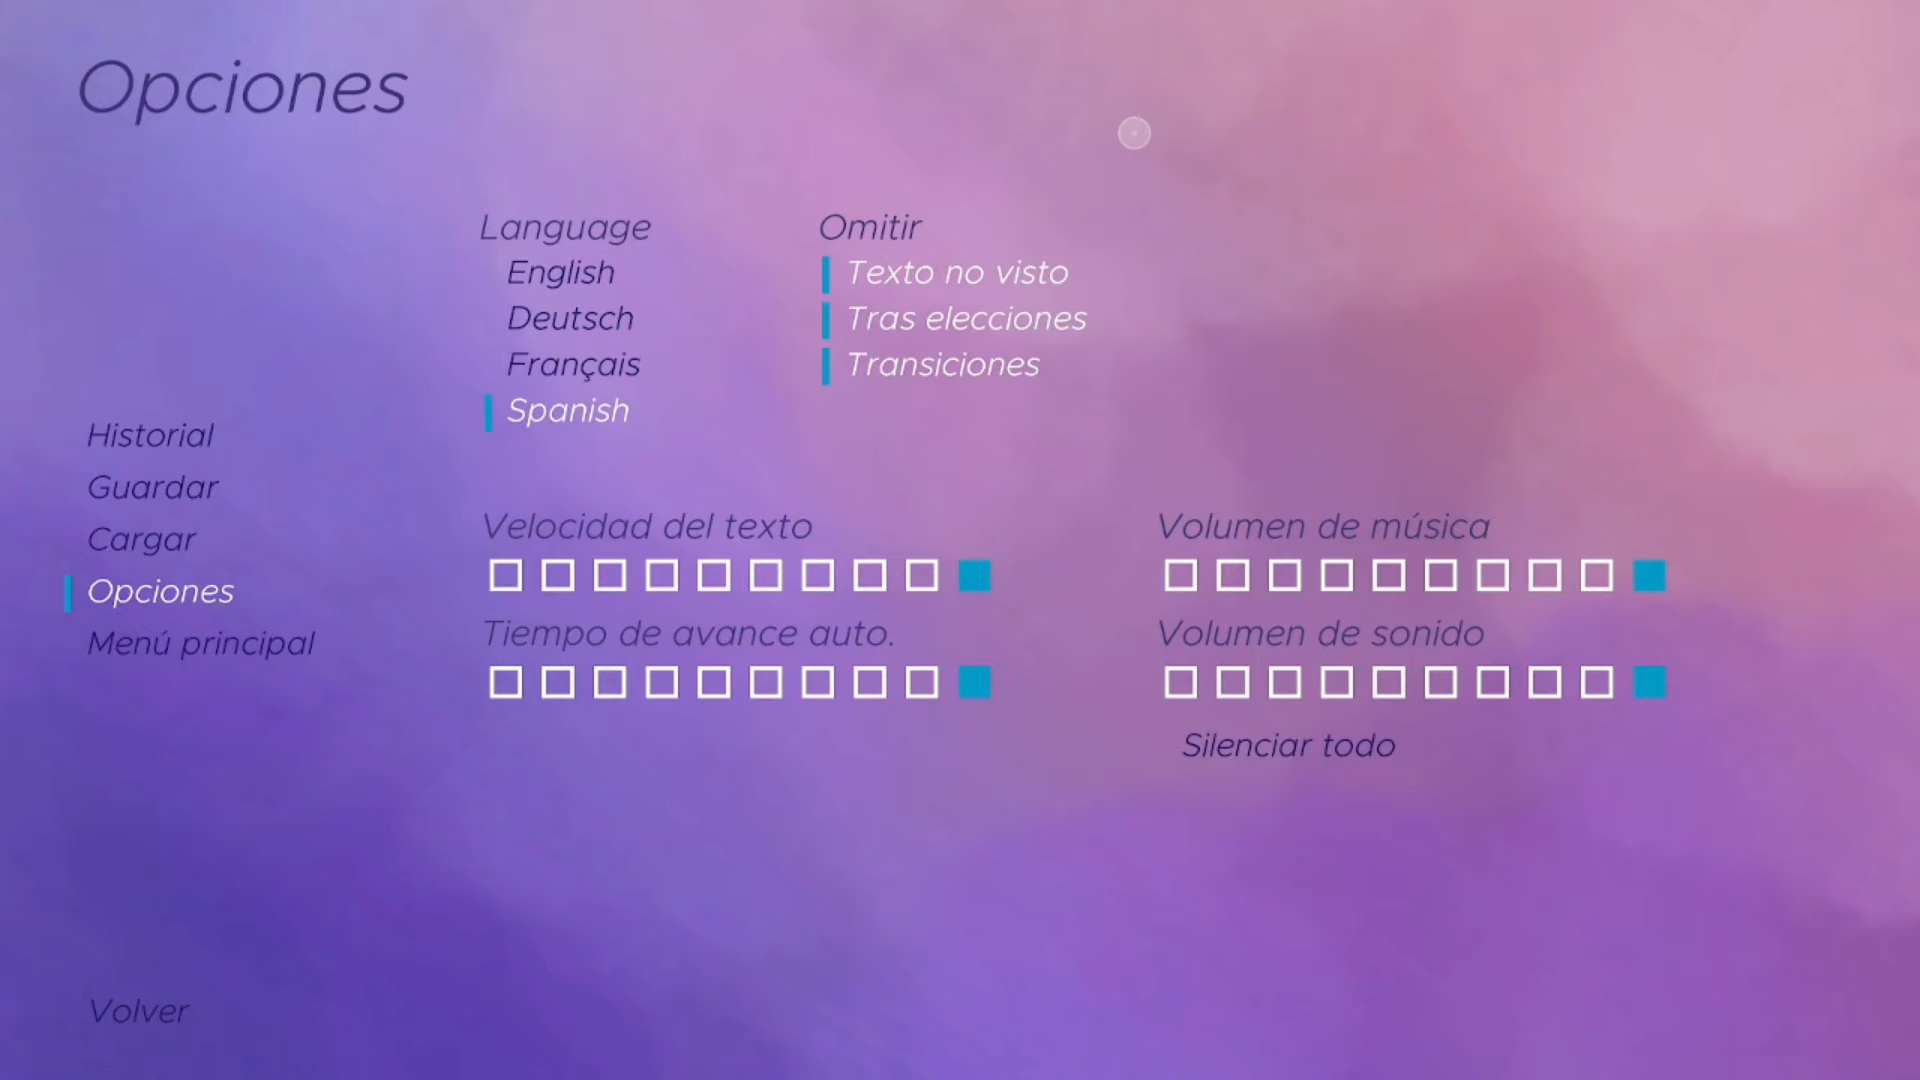 Opciones
Language
English
Deutsch
Français
Spanish
Omitir
Texto no visto
Tras elecciones
Transiciones
Historial
Guardar
Cargar
Opciones
Menú principal
Velocidad del texto
Tiempo de avance auto.
Volumen de música
Volumen de sonido
Silenciar todo
Volver